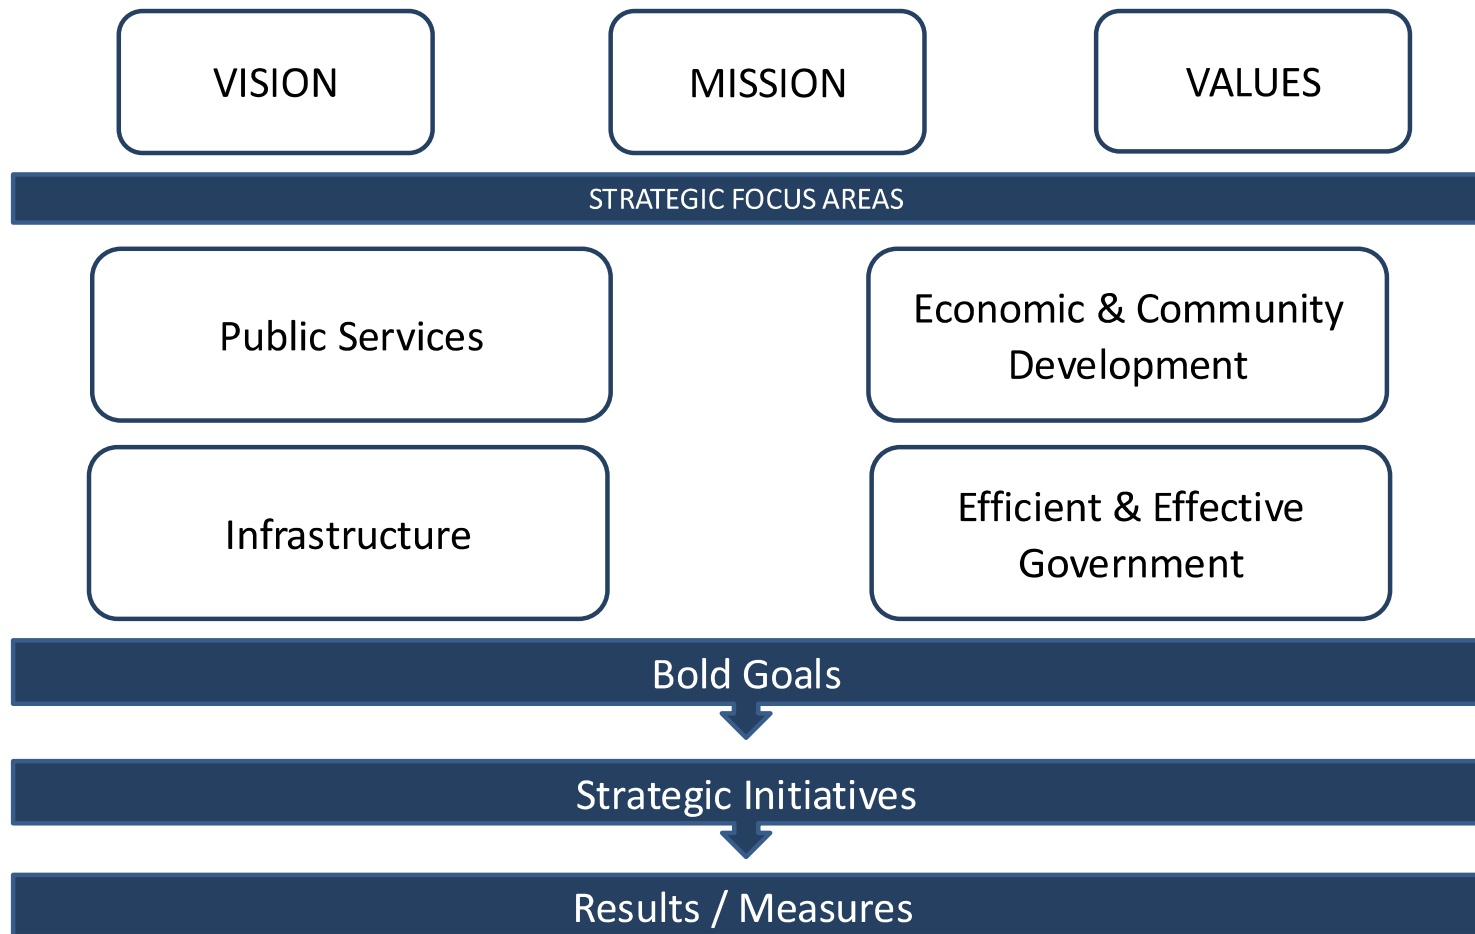 VISION
MISSION
VALUES
STRATEGIC FOCUS AREAS
Public Services
Economic & Community
Development
Infrastructure
Efficient & Effective
Government
Bold Goals
Strategic Initiatives
Results / Measures